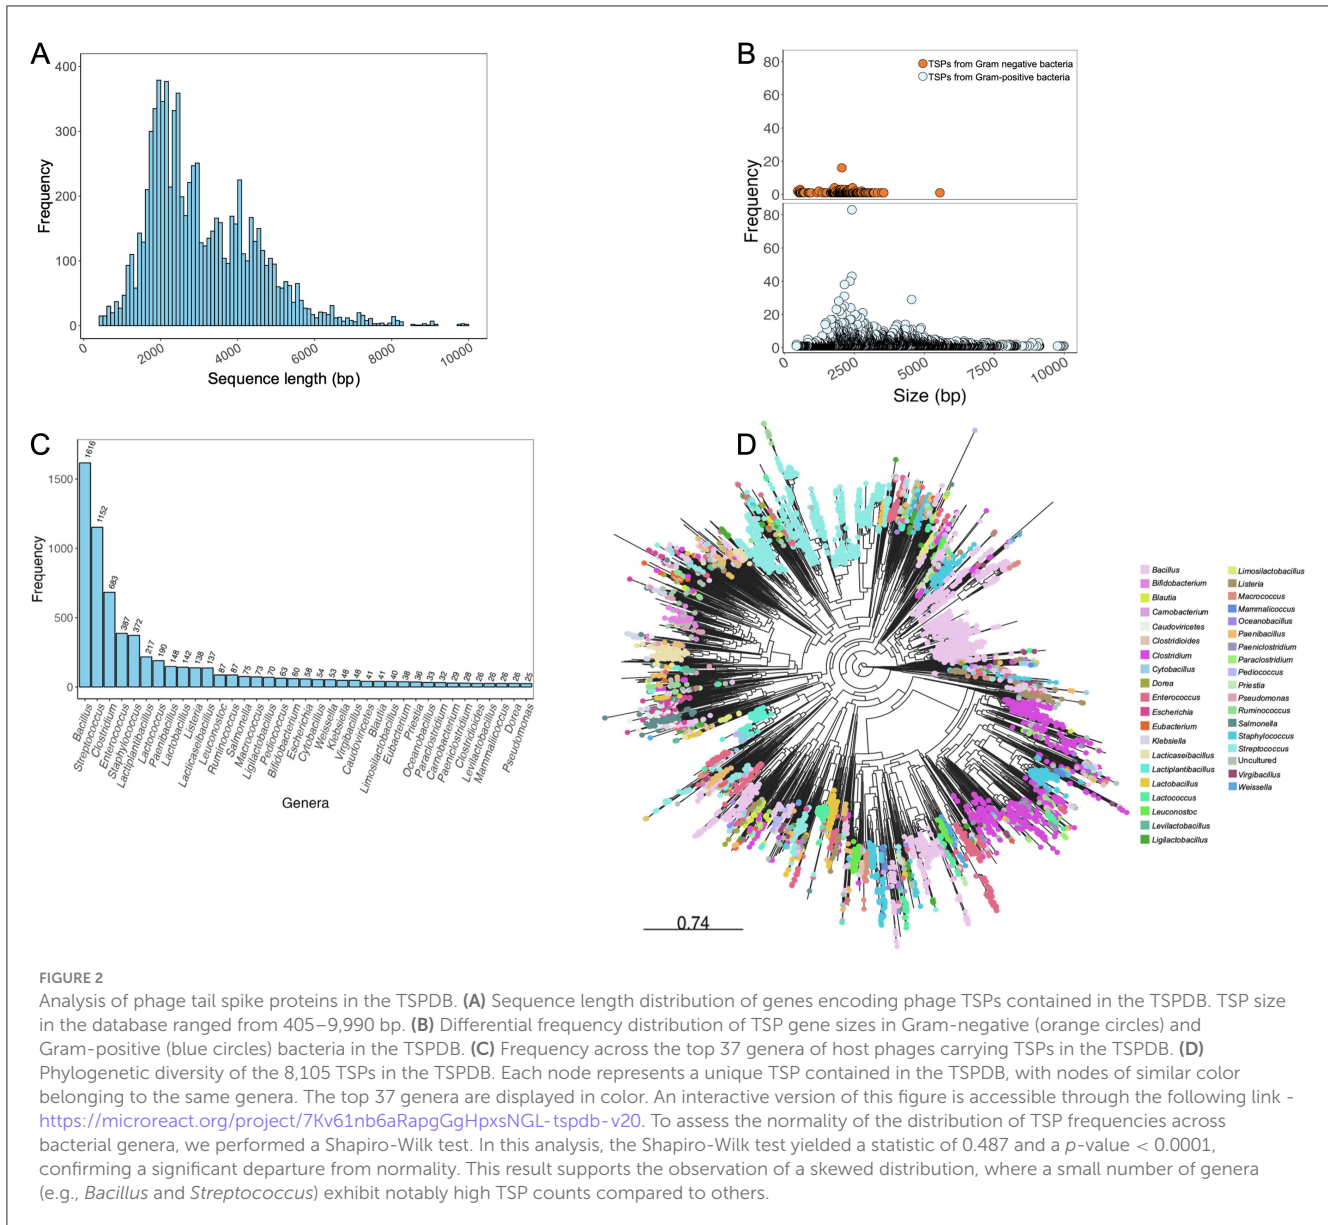 A
400
300
200
100
0
Frequency
0
2000
4000
6000
8000
10000
Sequence length (bp)
B
TSPs from Gram negative bacteria
TSPs from Gram-positive bacteria
80
60
40
20
0
80
60
40
20
0
Frequency
0
2500
5000
7500
10000
Size (bp)
C
1500
1000
500
0
Frequency
1616
1152
683
387
372
217
190
148
142
138
137
87
87
75
73
70
63
60
58
54
53
48
48
41
41
40
38
36
33
32
29
28
26
26
26
26
25
Bacillus
Streptococcus
Clostridium
Enterococcus
Staphylococcus
Lactiplantibacillus
Lactococcus
Paenibacillus
Lactobacillus
Listeria
Lacticaseibacillus
Leuconostoc
Ruminococcus
Salmonella
Macrococcus
Ligilactobacillus
Pediococcus
Bifidobacterium
Escherichia
Cytobacillus
Weissella
Klebsiella
Virgibacillus
Caudoviricetes
Blautia
Limosilactobacillus
Eubacterium
Priestia
Oceanobacillus
Paraclostridium
Carnobacterium
Paeniclostridium
Clostridioides
Levilactobacillus
Mammaliicoccus
Dorea
Pseudomonas
Genera
D
Bacillus
Bifidobacterium
Blautia
Carnobacterium
Caudoviricetes
Clostridioides
Clostridium
Cytobacillus
Dorea
Enterococcus
Escherichia
Eubacterium
Klebsiella
Lacticaseibacillus
Lactiplantibacillus
Lactobacillus
Lactococcus
Leuconostoc
Levilactobacillus
Ligilactobacillus
Limosilactobacillus
Listeria
Macrococcus
Mammaliicoccus
Oceanobacillus
Paenibacillus
Paeniclostridium
Paraclostridium
Pediococcus
Priestia
Pseudomonas
Ruminococcus
Salmonella
Staphylococcus
Streptococcus
Uncultured
Virgibacillus
Weissella
0.74
FIGURE 2
Analysis of phage tail spike proteins in the TSPDB. (A) Sequence length distribution of genes encoding phage TSPs contained in the TSPDB. TSP size
in the database ranged from 405–9,990 bp. (B) Differential frequency distribution of TSP gene sizes in Gram-negative (orange circles) and
Gram-positive (blue circles) bacteria in the TSPDB. (C) Frequency across the top 37 genera of host phages carrying TSPs in the TSPDB. (D)
Phylogenetic diversity of the 8,105 TSPs in the TSPDB. Each node represents a unique TSP contained in the TSPDB, with nodes of similar color
belonging to the same genera. The top 37 genera are displayed in color. An interactive version of this figure is accessible through the following link -
https://microreact.org/project/7Kv61nb6aRapgGgHpxsNGL-tspdb-v20. To assess the normality of the distribution of TSP frequencies across
bacterial genera, we performed a Shapiro-Wilk test. In this analysis, the Shapiro-Wilk test yielded a statistic of 0.487 and a p-value < 0.0001,
confirming a significant departure from normality. This result supports the observation of a skewed distribution, where a small number of genera
(e.g., Bacillus and Streptococcus) exhibit notably high TSP counts compared to others.